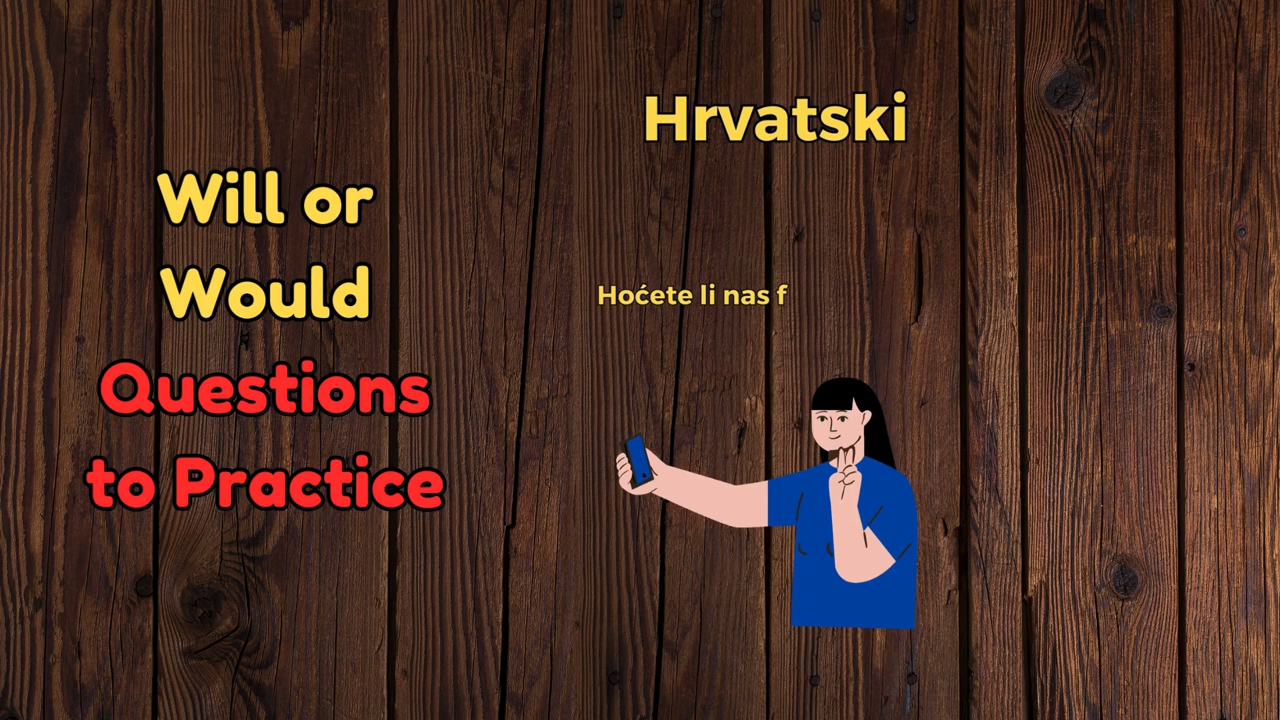 Will or
Would
Questions
to Practice
Hrvatski
Hoćete li nas f